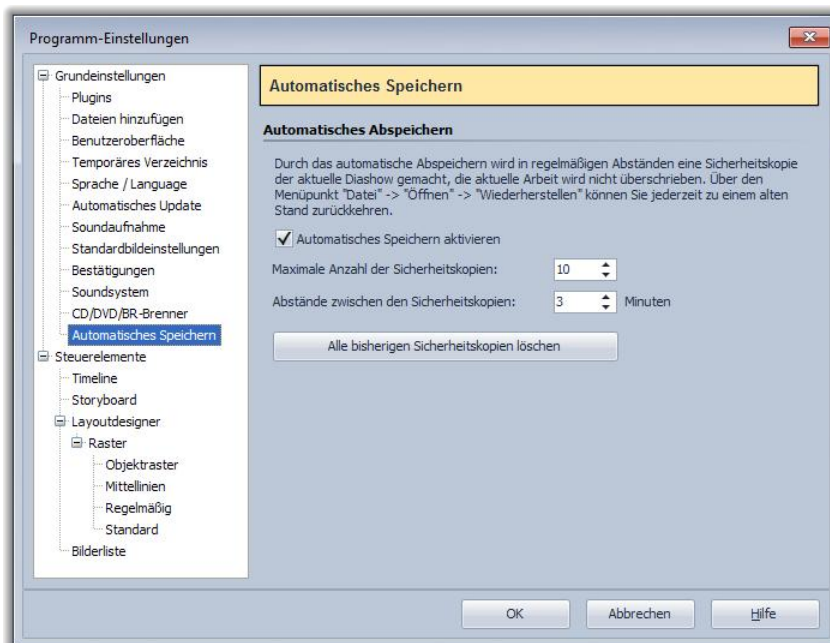 Programm-Einstellungen
Grundeinstellungen
Plugins
Dateien hinzufügen
Benutzeroberfläche
Temporäres Verzeichnis
Sprache / Language
Automatisches Update
Soundaufnahme
Standardbildeinstellungen
Bestätigungen
Soundsystem
CD/DVD/BR-Brenner
Automatisches Speichern
Steuerelemente
Timeline
Storyboard
Layoutdesigner
Raster
Objektraster
Mittellinien
Regelmäßig
Standard
Bilderliste
Automatisches Speichern
Automatisches Abspeichern
Durch das automatische Abspeichern wird in regelmäßigen Abständen eine Sicherheitskopie
der aktuelle Diashow gemacht, die aktuelle Arbeit wird nicht überschrieben. Über den
Menüpunkt "Datei" -> "Öffnen" -> "Wiederherstellen" können Sie jederzeit zu einem alten
Stand zurückkehren.
Automatisches Speichern aktivieren
Maximale Anzahl der Sicherheitskopien: 10
Abstände zwischen den Sicherheitskopien: 3 Minuten
Alle bisherigen Sicherheitskopien löschen
OK Abbrechen Hilfe